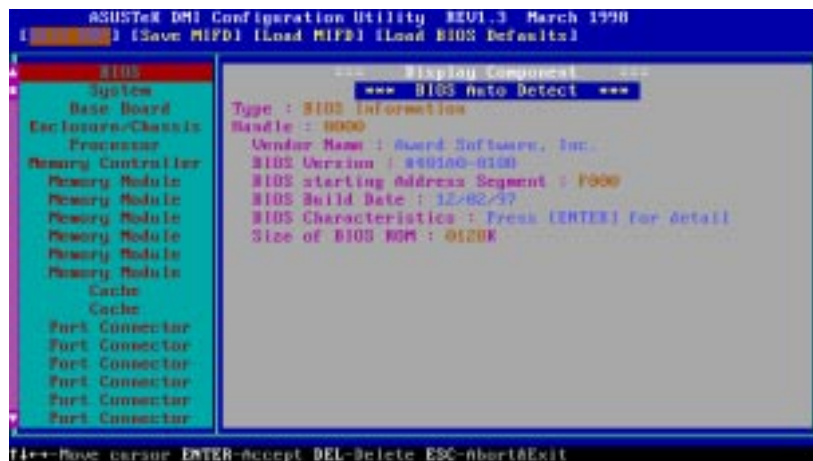 ASUSTeK DMI Configuration Utility REV1.3 March 1998
[Save MIFD] [Load MIFD] [Load BIOS Defaults]
BIOS
System
Base Board
Enclosure/Chassis
Processor
Memory Controller
Memory Module
Memory Module
Memory Module
Memory Module
Memory Module
Memory Module
Cache
Cache
Port Connector
Port Connector
Port Connector
Port Connector
Port Connector
Port Connector
=== Display Component ===
*** BIOS Auto Detect ***
Type : BIOS Information
Handle : 0000
Vendor Name : Award Software, Inc.
BIOS Version :
BIOS starting Address Segment : F000
BIOS Build Date : 12/02/97
BIOS Characteristics : Press [ENTER] for detail
Size of BIOS ROM : 0128K
-Move cursor ENTER-Accept DEL-Delete ESC-Abort&Exit